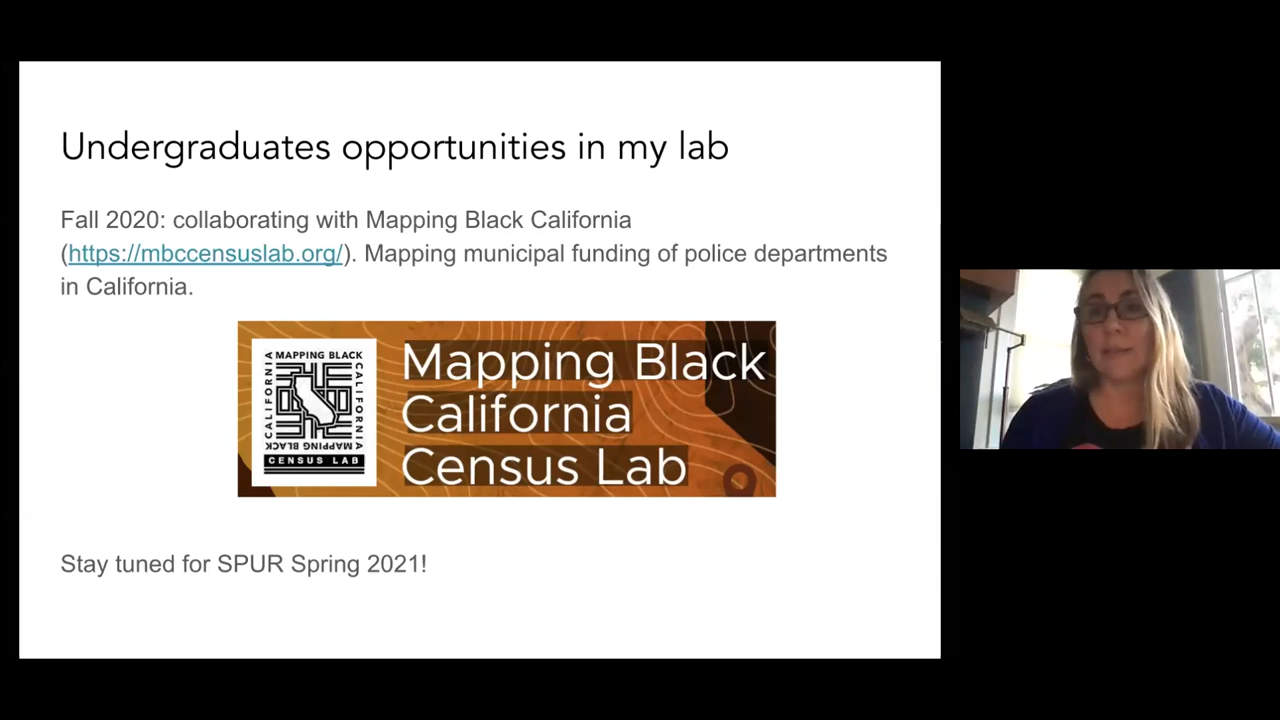 Undergraduates opportunities in my lab
Fall 2020: collaborating with Mapping Black California
(https://mbccensuslab.org/). Mapping municipal funding of police departments
in California.
MAPPING BLACK
CALIFORNIA
MAPPING BLACK
CALIFORNIA
CENSUS LAB
Mapping Black
California
Census Lab
Stay tuned for SPUR Spring 2021!